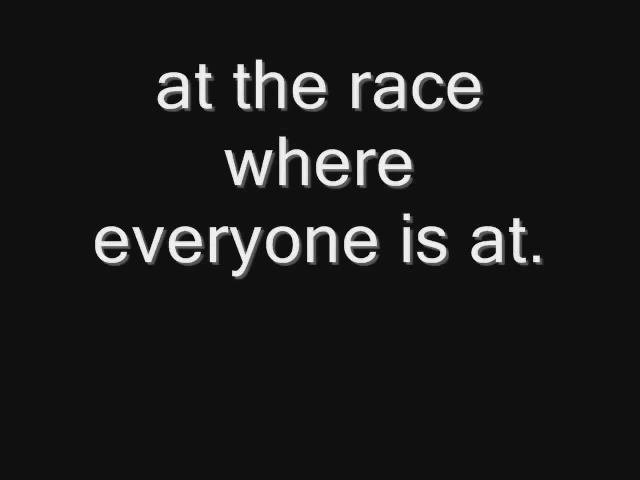 at the race
where
everyone is at.